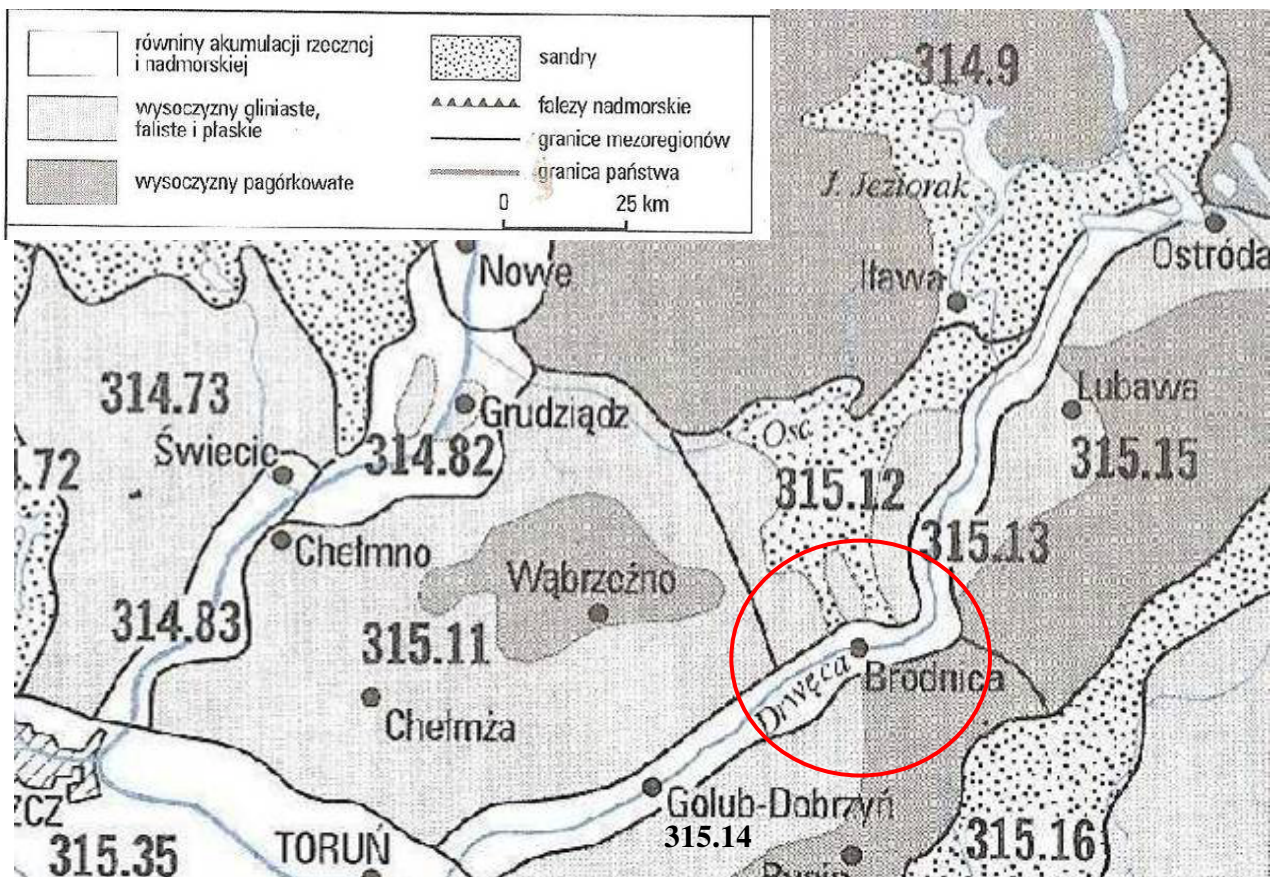 równiny akumulacji rzecznej
i nadmorskiej
wysoczyzny gliniaste,
faliste i płaskie
wysoczyzny pagórkowate
sandry
falezy nadmorskie
granice mezoregionów
granica państwa
0 25 km
314.9
J. Jeziorak
Ostróda
Nowe
Iława
314.73
Lubawa
Grudziądz
Osa
Świecie
314.82
315.15
4.72
315.12
Chełmno
315.13
Wąbrzeźno
314.83
315.11
Brodnica
Drwęca
Chełmża
Golub-Dobrzyń
ZCZ
315.14
315.35
TORUŃ
315.16